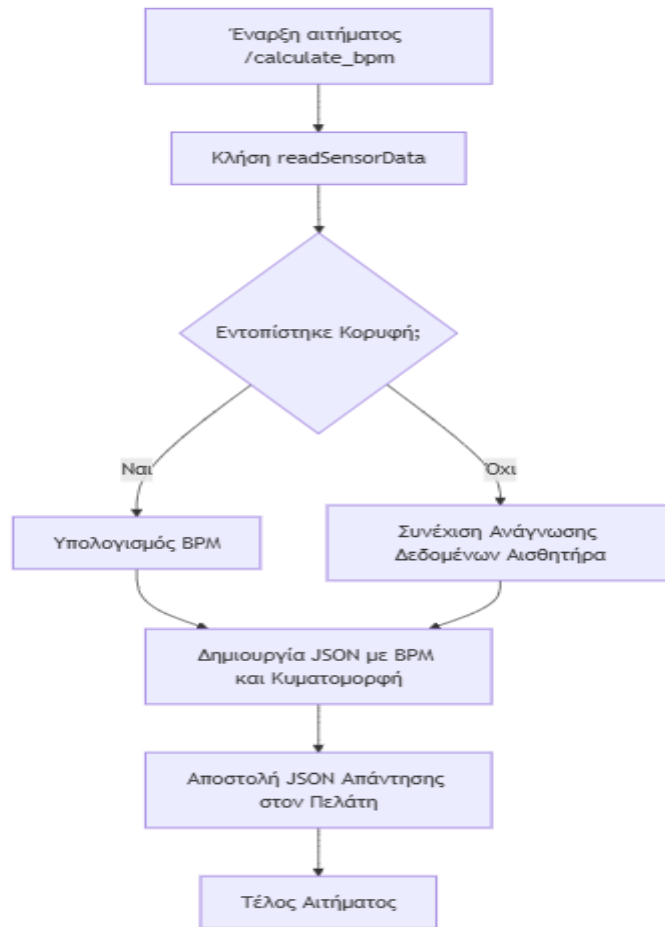 Έναρξη αιτήματος
/calculate_bpm
Κλήση readSensorData
Εντοπίστηκε Κορυφή;
Ναι
Όχι
Υπολογισμός BPM
Συνέχιση Ανάγνωσης
Δεδομένων Αισθητήρα
Δημιουργία JSON με BPM
και Κυματομορφή
Αποστολή JSON Απάντησης
στον Πελάτη
Τέλος Αιτήματος